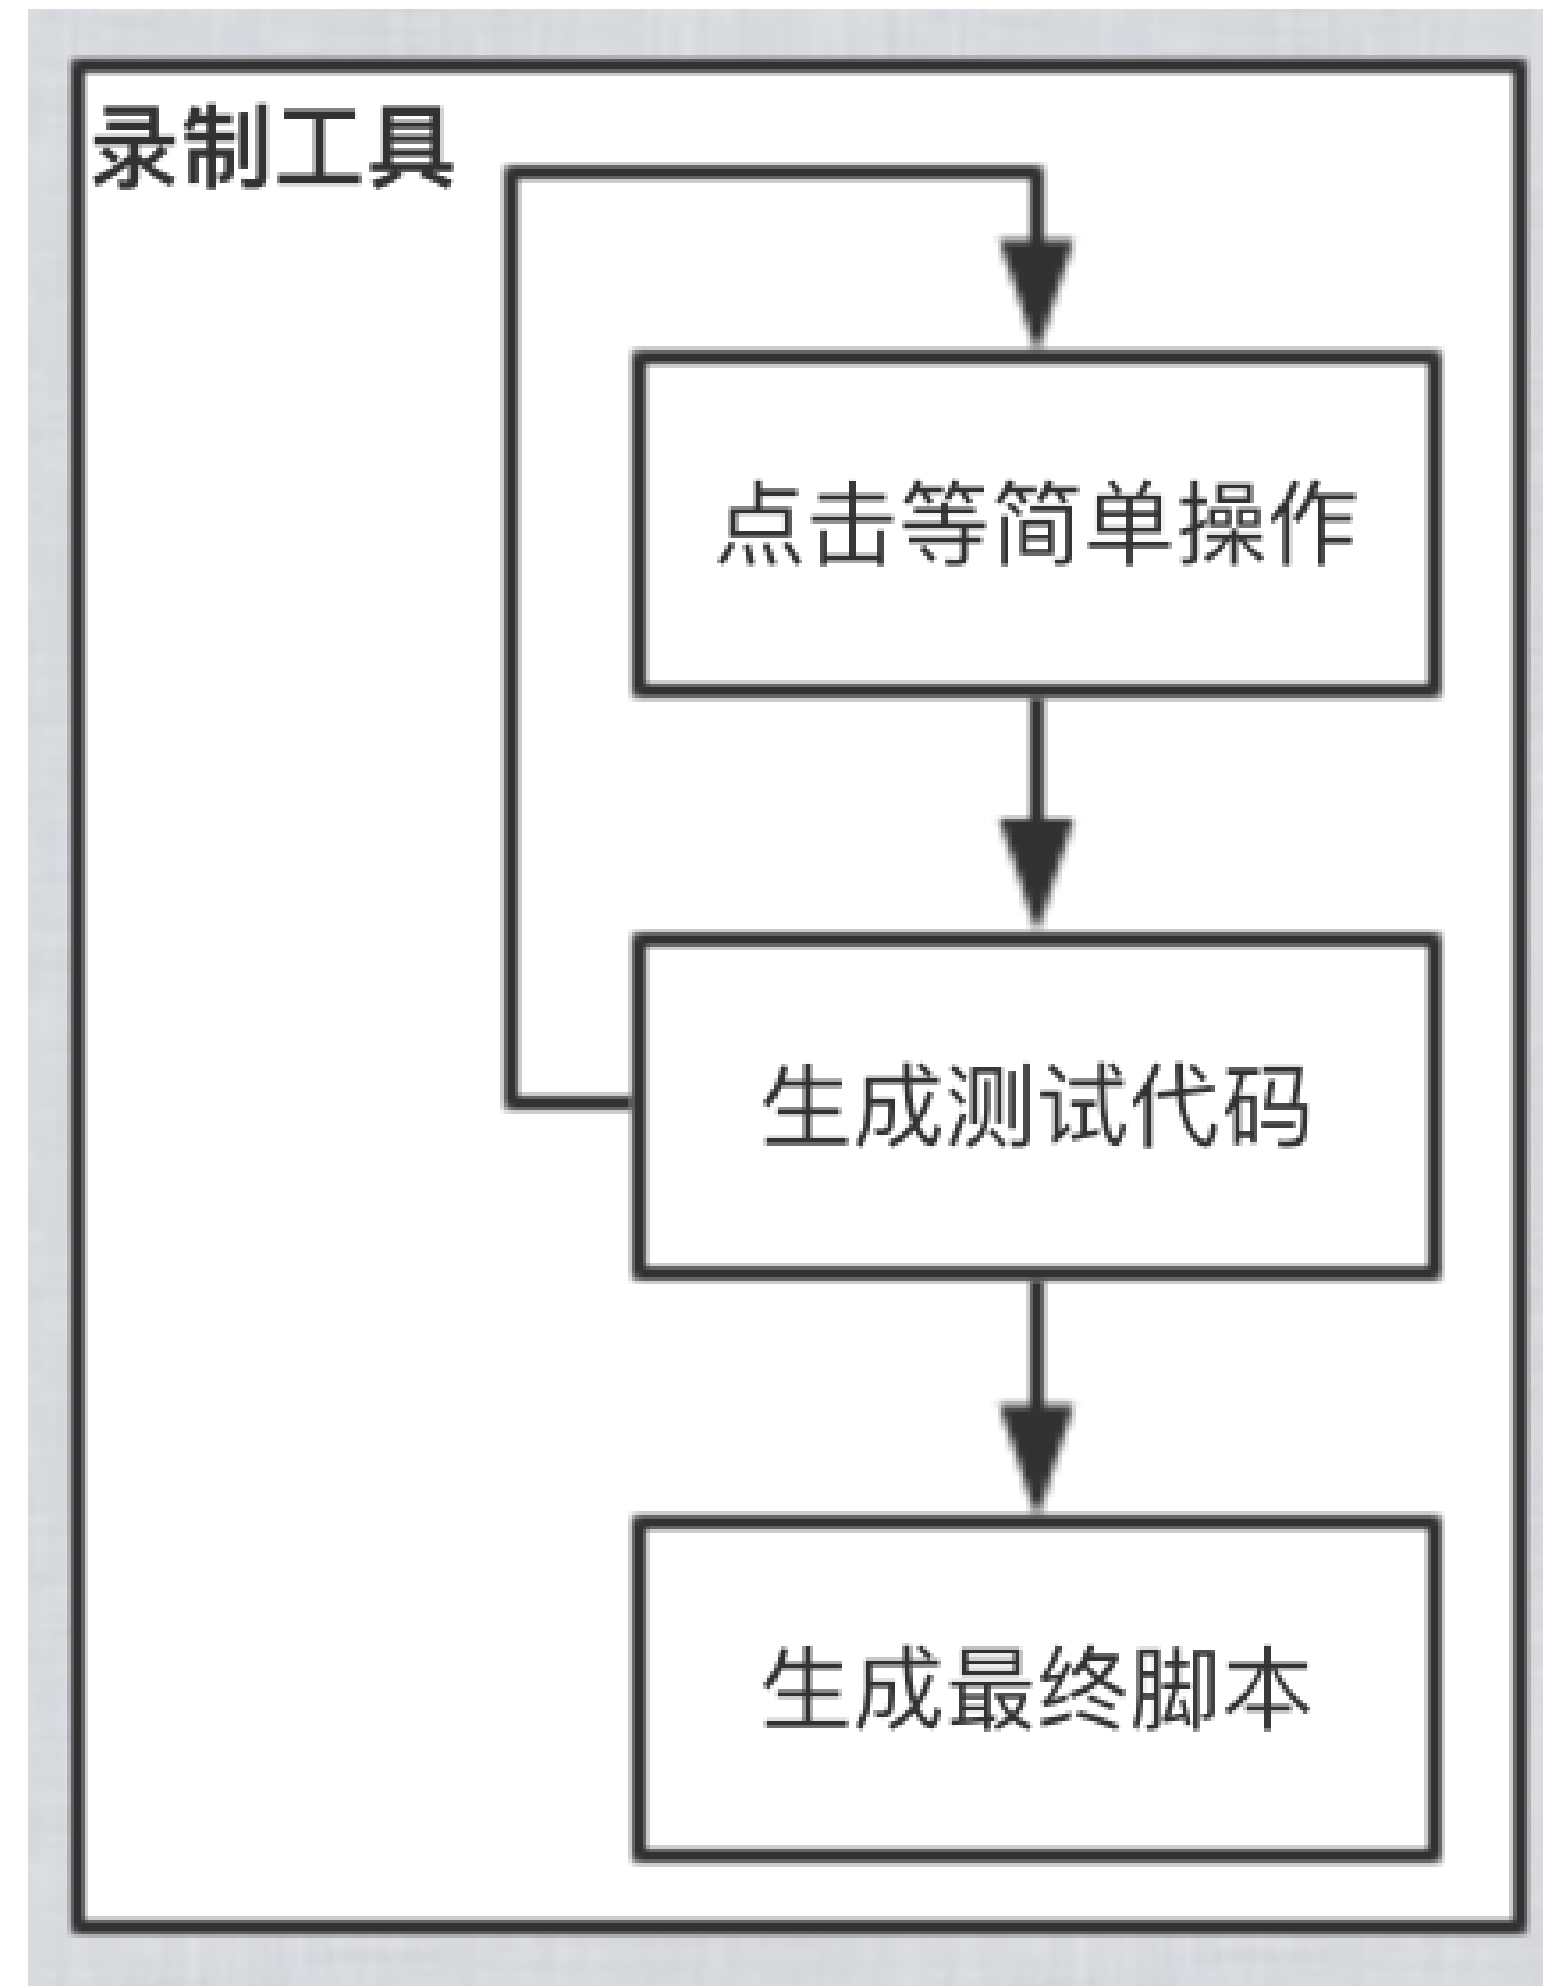 录制工具
点击等简单操作
生成测试代码
生成最终脚本